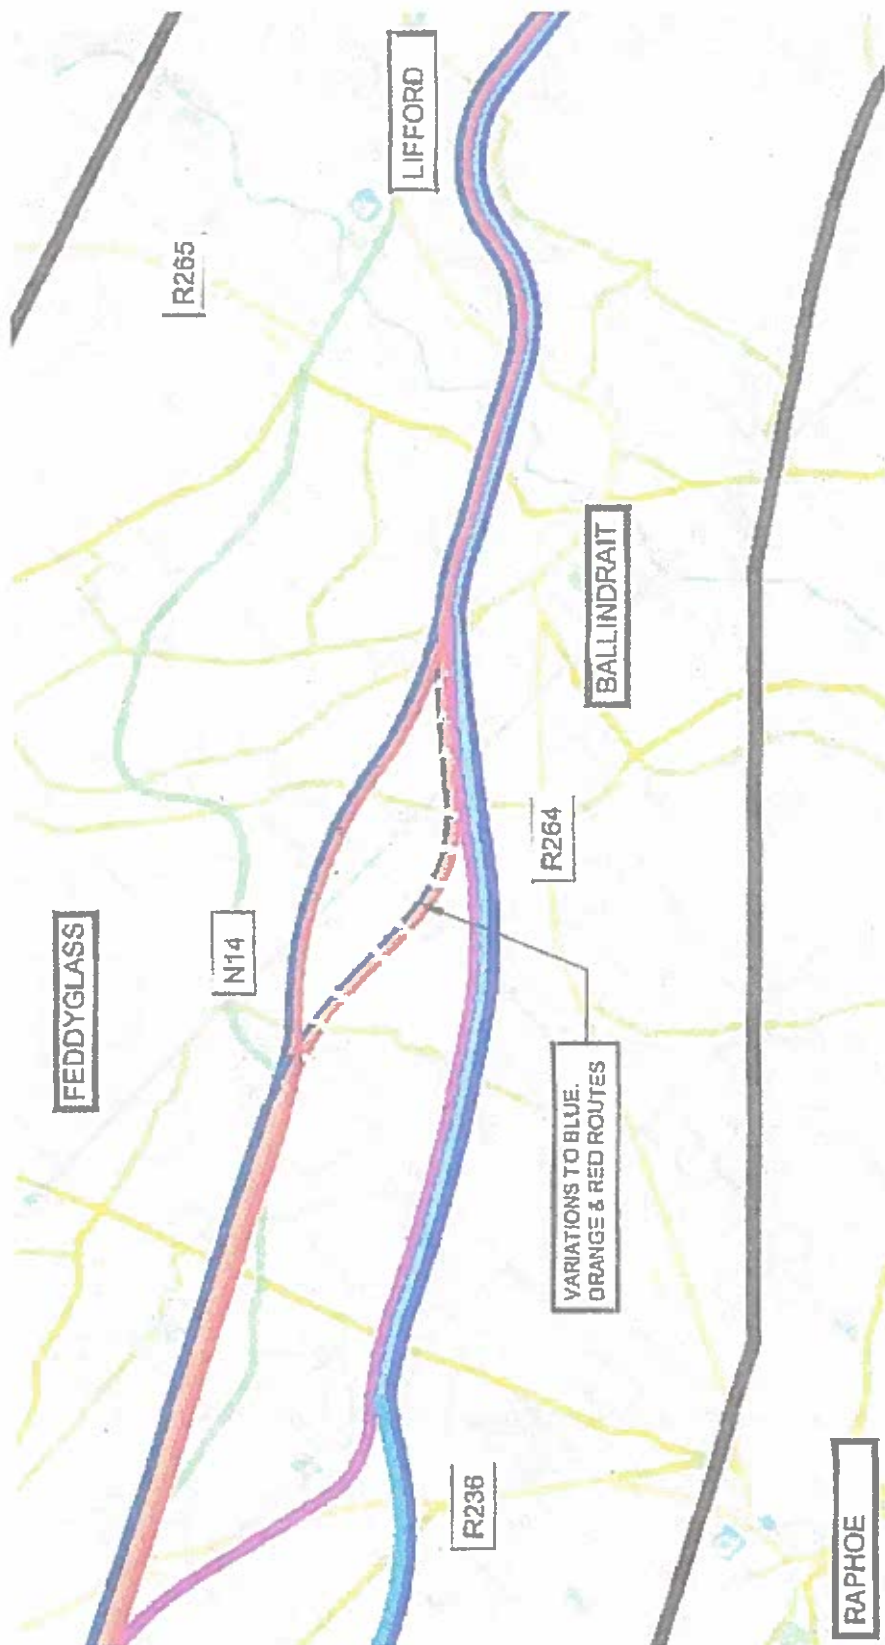 LIFFORD
R265
BALLINDRAIT
R264
FEDDYGLASS
N14
VARIATIONS TO BLUE.
ORANGE & RED ROUTES
R236
RAPHOE